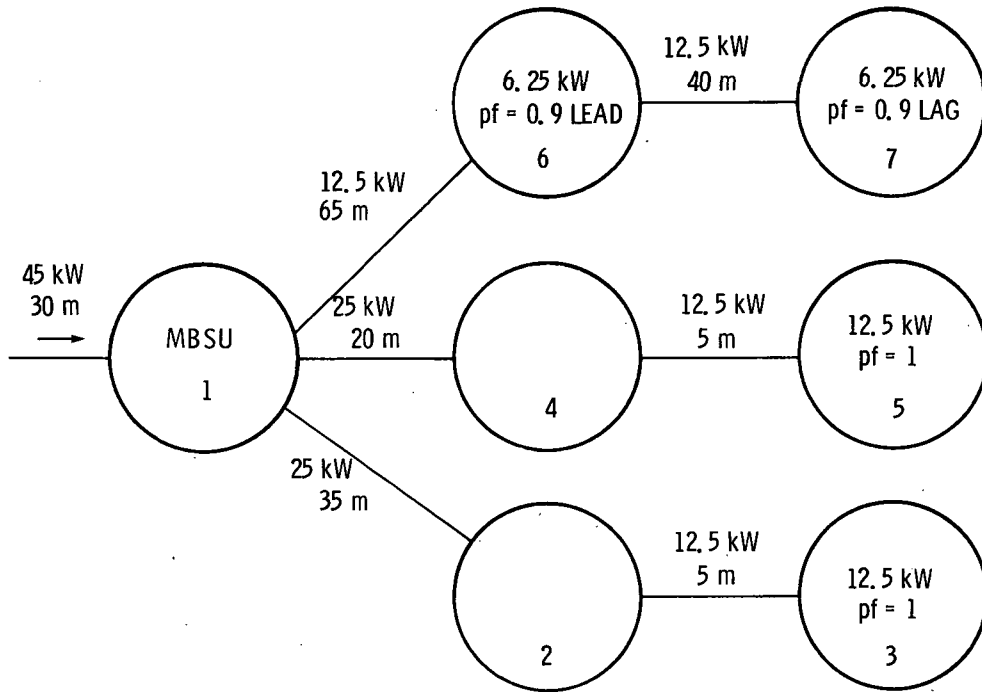 12.5 kW
40 m
6.25 kW
pf = 0.9 LEAD
6
6.25 kW
pf = 0.9 LAG
7
12.5 kW
65 m
45 kW
30 m
MBSU
1
25 kW
20 m
4
12.5 kW
5 m
12.5 kW
pf = 1
5
25 kW
35 m
2
12.5 kW
5 m
12.5 kW
pf = 1
3